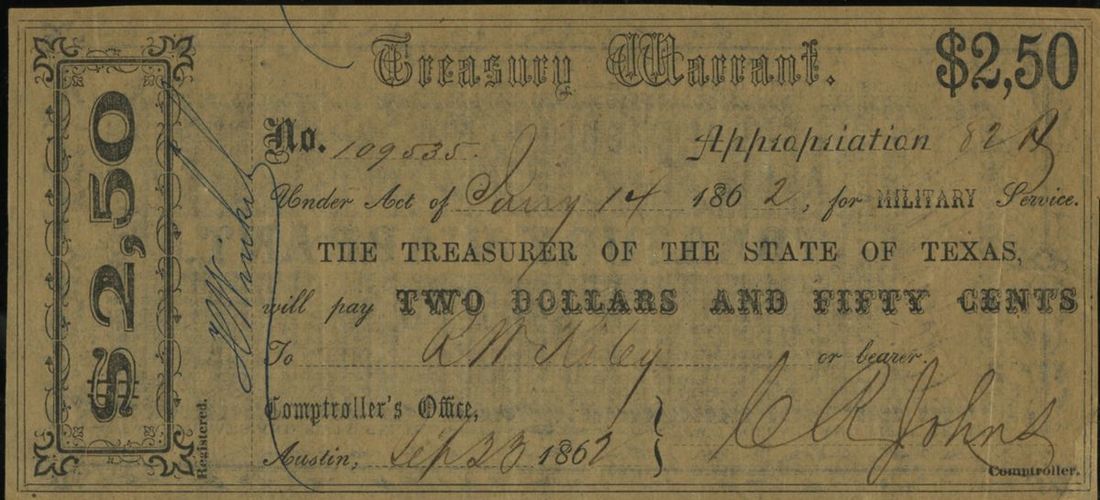 Treasury Warrant. $2,50
$2,50
No. 109535. Appropriation 82
Under Act of Jany 14 1862, for MILITARY Service.
THE TREASURER OF THE STATE OF TEXAS,
will pay TWO DOLLARS AND FIFTY CENTS
To R W Kiby or bearer.
Comptroller's Office,
Austin, Sep 23 1862 C R Johns
Comptroller.
Registered.